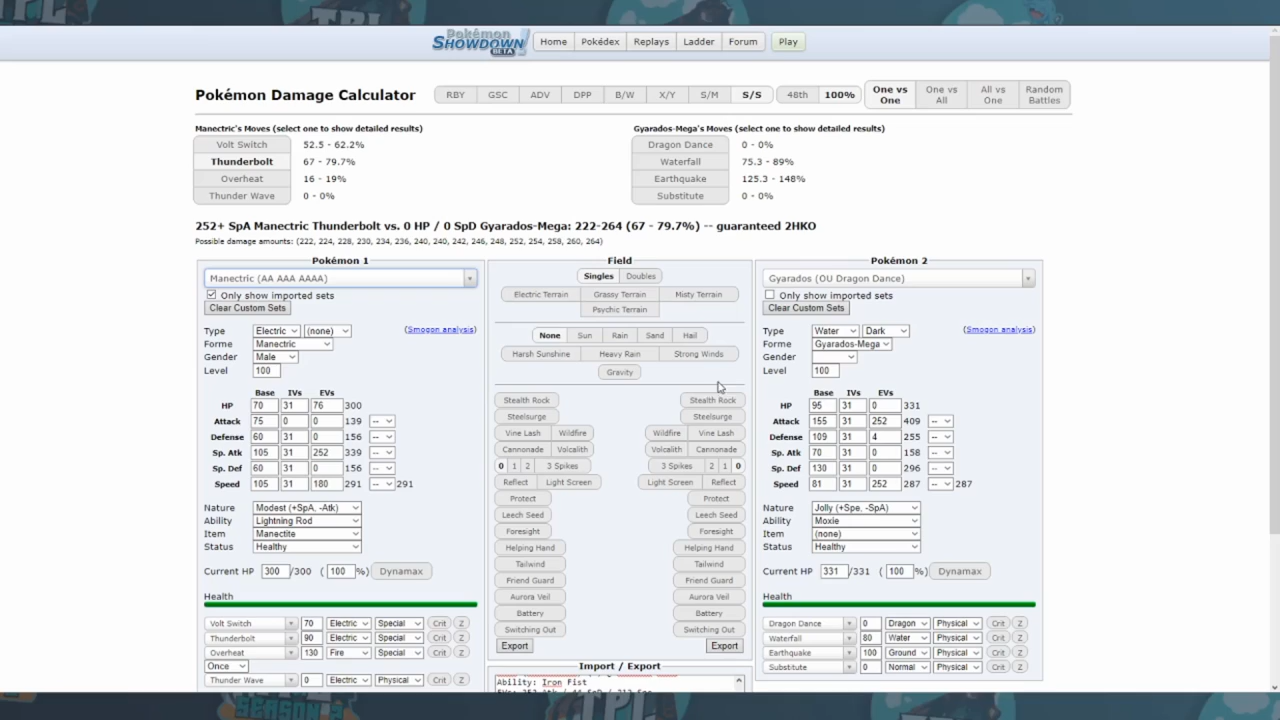 TPL
TPL
Pokémon
SHOWDOWN!
BETA
Home Pokédex Replays Ladder Forum Play
Pokémon Damage Calculator
RBY GSC ADV DPP B/W X/Y S/M S/S 48th 100% One vs One One vs All All vs One Random Battles
Manectric's Moves (select one to show detailed results)
Volt Switch 52.5 - 62.2%
Thunderbolt 67 - 79.7%
Overheat 16 - 19%
Thunder Wave 0 - 0%
Gyarados-Mega's Moves (select one to show detailed results)
Dragon Dance 0 - 0%
Waterfall 75.3 - 89%
Earthquake 125.3 - 148%
Substitute 0 - 0%
252+ SpA Manectric Thunderbolt vs. 0 HP / 0 SpD Gyarados-Mega: 222-264 (67 - 79.7%) -- guaranteed 2HKO
Possible damage amounts: (222, 224, 228, 230, 234, 236, 240, 240, 242, 246, 248, 252, 254, 258, 260, 264)
Pokémon 1
Manectric (AA AAA AAAA)
Only show imported sets
Clear Custom Sets
Type Electric (none) (Smogon analysis)
Forme Manectric
Gender Male
Level 100
Base IVs EVs
HP 70 31 76 300
Attack 75 0 0 139 --
Defense 60 31 0 156 --
Sp. Atk 105 31 252 339 --
Sp. Def 60 31 0 156 --
Speed 105 31 180 291 -- 291
Nature Modest (+SpA, -Atk)
Ability Lightning Rod
Item Manectite
Status Healthy
Current HP 300 /300 ( 100 %) Dynamax
Health
Volt Switch 70 Electric Special Crit Z
Thunderbolt 90 Electric Special Crit Z
Overheat 130 Fire Special Crit Z
Once
Thunder Wave 0 Electric Physical Crit Z
Field
Singles Doubles
Electric Terrain Grassy Terrain Misty Terrain
Psychic Terrain
None Sun Rain Sand Hail
Harsh Sunshine Heavy Rain Strong Winds
Gravity
Stealth Rock Stealth Rock
Steelsurge Steelsurge
Vine Lash Wildfire Wildfire Vine Lash
Cannonade Volcalith Volcalith Cannonade
0 1 2 3 Spikes 3 Spikes 2 1 0
Reflect Light Screen Light Screen Reflect
Protect Protect
Leech Seed Leech Seed
Foresight Foresight
Helping Hand Helping Hand
Tailwind Tailwind
Friend Guard Friend Guard
Aurora Veil Aurora Veil
Battery Battery
Switching Out Switching Out
Export Export
Import / Export
Ability: Iron Fist
Pokémon 2
Gyarados (OU Dragon Dance)
Only show imported sets
Clear Custom Sets
Type Water Dark (Smogon analysis)
Forme Gyarados-Mega
Gender
Level 100
Base IVs EVs
HP 95 31 0 331
Attack 155 31 252 409 --
Defense 109 31 4 255 --
Sp. Atk 70 31 0 158 --
Sp. Def 130 31 0 296 --
Speed 81 31 252 287 -- 287
Nature Jolly (+Spe, -SpA)
Ability Moxie
Item (none)
Status Healthy
Current HP 331 /331 ( 100 %) Dynamax
Health
Dragon Dance 0 Dragon Physical Crit Z
Waterfall 80 Water Physical Crit Z
Earthquake 100 Ground Physical Crit Z
Substitute 0 Normal Physical Crit Z
SEASON
TPL